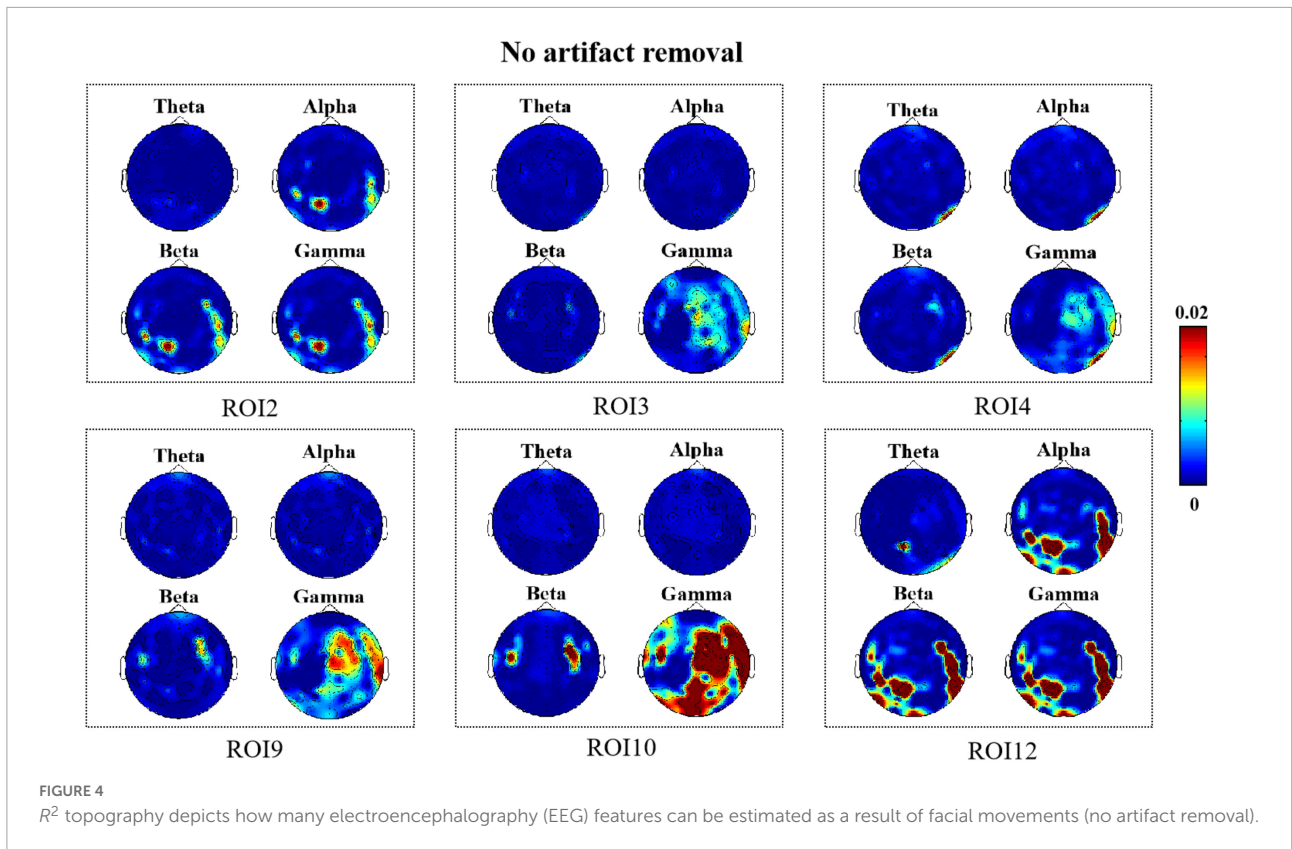 No artifact removal
Theta Alpha
Beta Gamma
ROI2
Theta Alpha
Beta Gamma
ROI3
Theta Alpha
Beta Gamma
ROI4
0.02
0
Theta Alpha
Beta Gamma
ROI9
Theta Alpha
Beta Gamma
ROI10
Theta Alpha
Beta Gamma
ROI12
FIGURE 4
R² topography depicts how many electroencephalography (EEG) features can be estimated as a result of facial movements (no artifact removal).